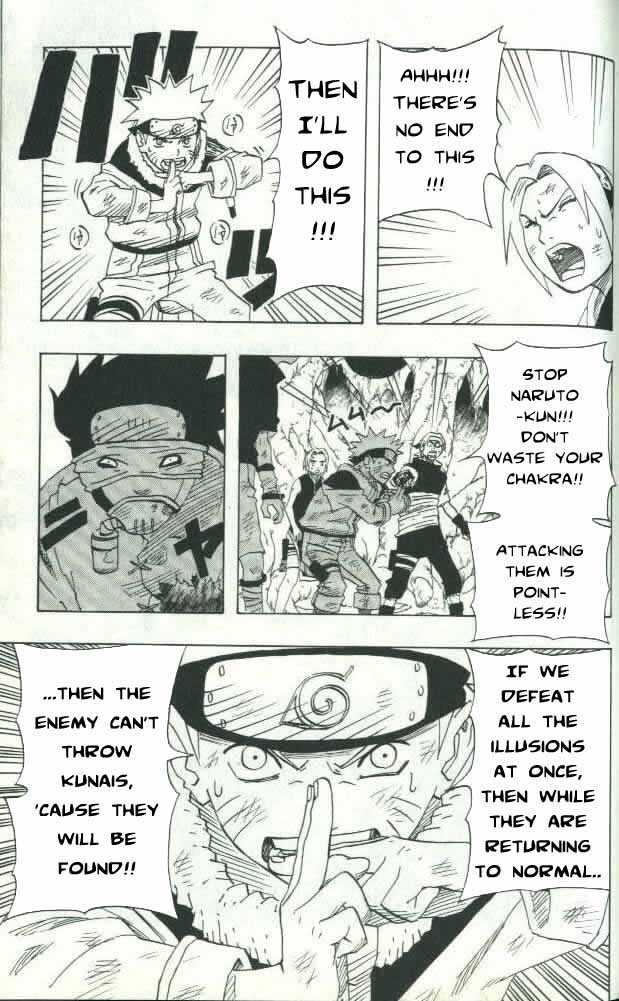 AHHH!!!
THERE'S
NO END
TO THIS
!!!
THEN
I'LL
DO
THIS
!!!
STOP
NARUTO
-KUN!!!
DON'T
WASTE YOUR
CHAKRA!!
ATTACKING
THEM IS
POINT-
LESS!!
IF WE
DEFEAT
ALL THE
ILLUSIONS
AT ONCE,
THEN WHILE
THEY ARE
RETURNING
TO NORMAL..
...THEN THE
ENEMY CAN'T
THROW
KUNAIS,
'CAUSE THEY
WILL BE
FOUND!!